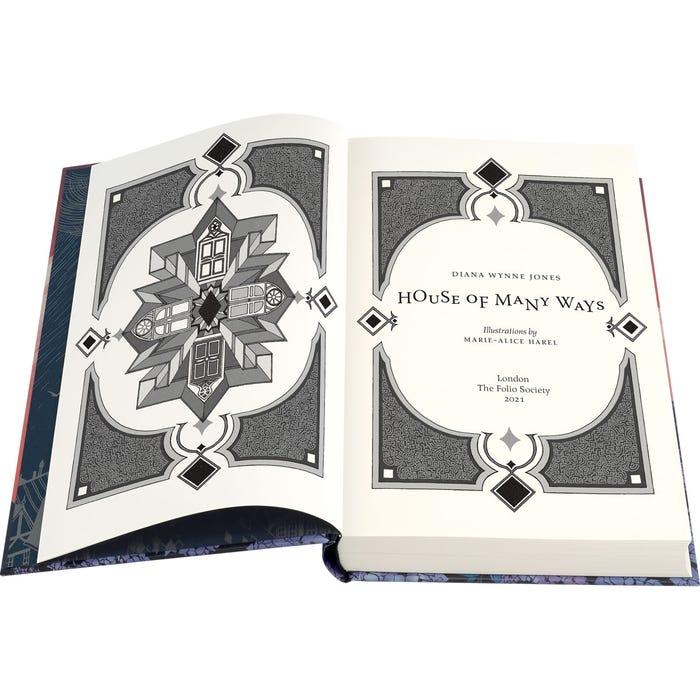 DIANA WYNNE JONES
HOUSE OF MANY WAYS
Illustrations by
MARIE-ALICE HAREL
London
The Folio Society
2021